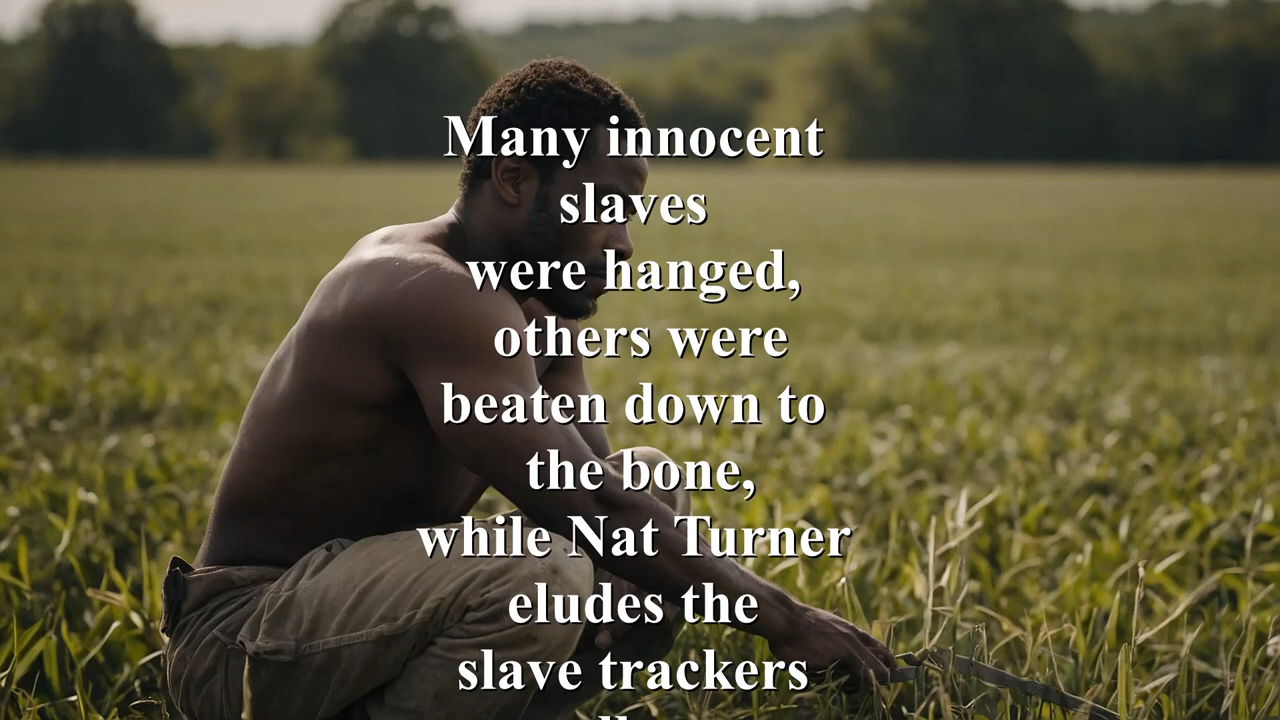 Many innocent
slaves
were hanged,
others were
beaten down to
the bone,
while Nat Turner
eludes the
slave trackers